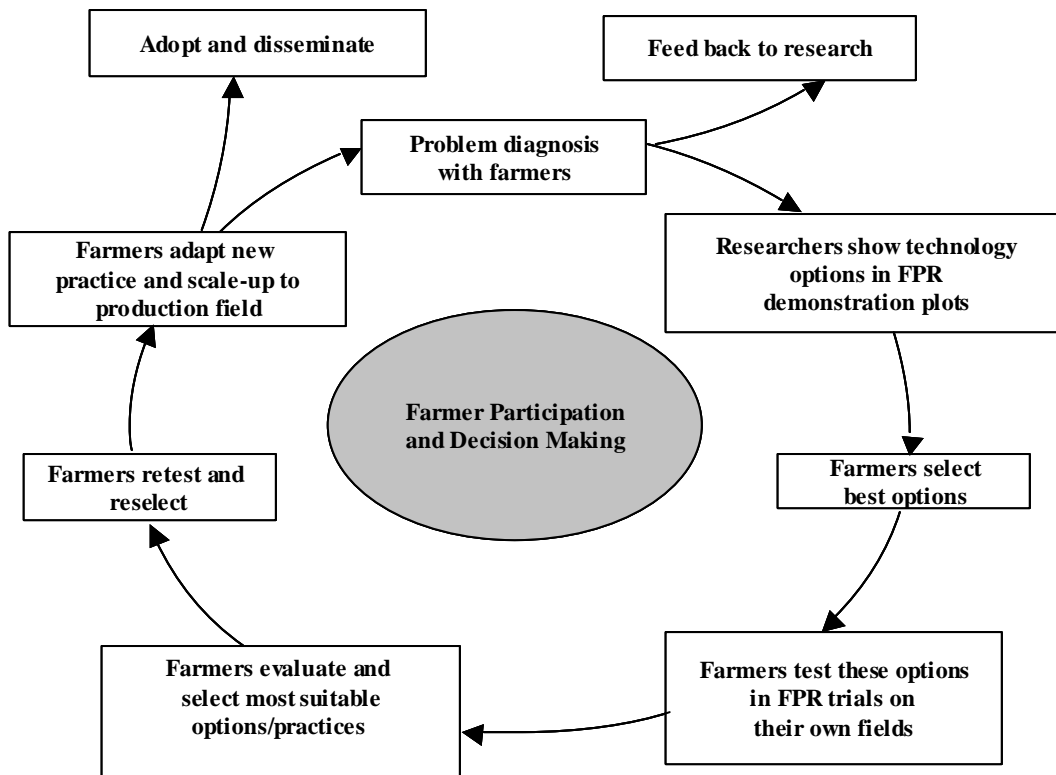 Adopt and disseminate
Feed back to research
Problem diagnosis
with farmers
Researchers show technology
options in FPR
demonstration plots
Farmers select
best options
Farmers test these options
in FPR trials on
their own fields
Farmers evaluate and
select most suitable
options/practices
Farmers retest and
reselect
Farmers adapt new
practice and scale-up to
production field
Farmer Participation
and Decision Making